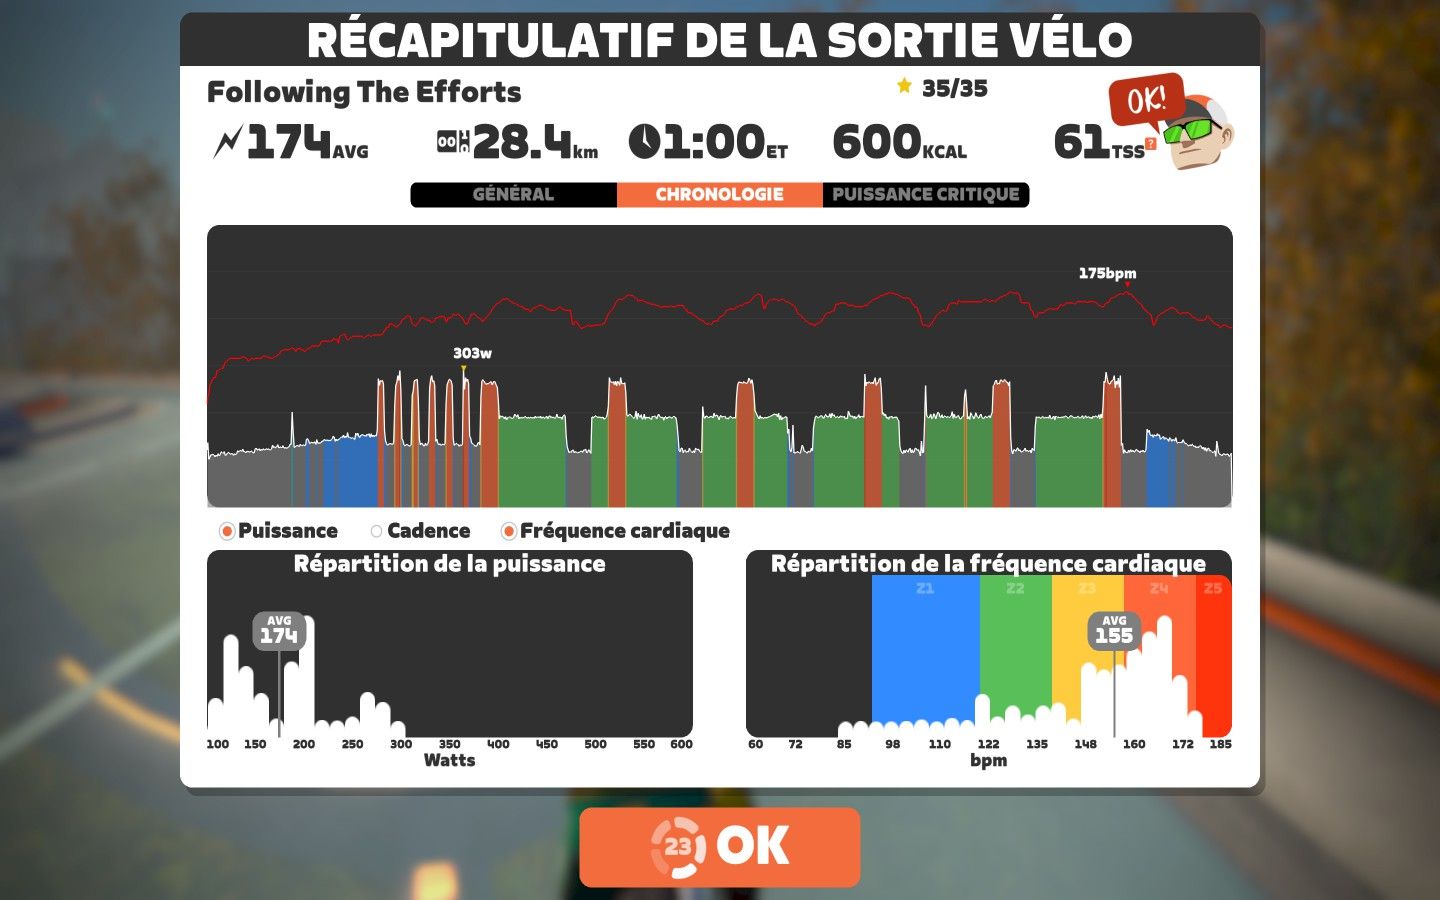 RÉCAPITULATIF DE LA SORTIE VÉLO
Following The Efforts
35/35
OK!
174AVG
28.4km
1:00ET
600KCAL
61TSS
?
GÉNÉRAL
CHRONOLOGIE
PUISSANCE CRITIQUE
175bpm
303w
Puissance
Cadence
Fréquence cardiaque
Répartition de la puissance
AVG
174
100 150 200 250 300 350 400 450 500 550 600
Watts
Répartition de la fréquence cardiaque
Z1 Z2 Z3 Z4 Z5
AVG
155
60 72 85 98 110 122 135 148 160 172 185
bpm
23 OK